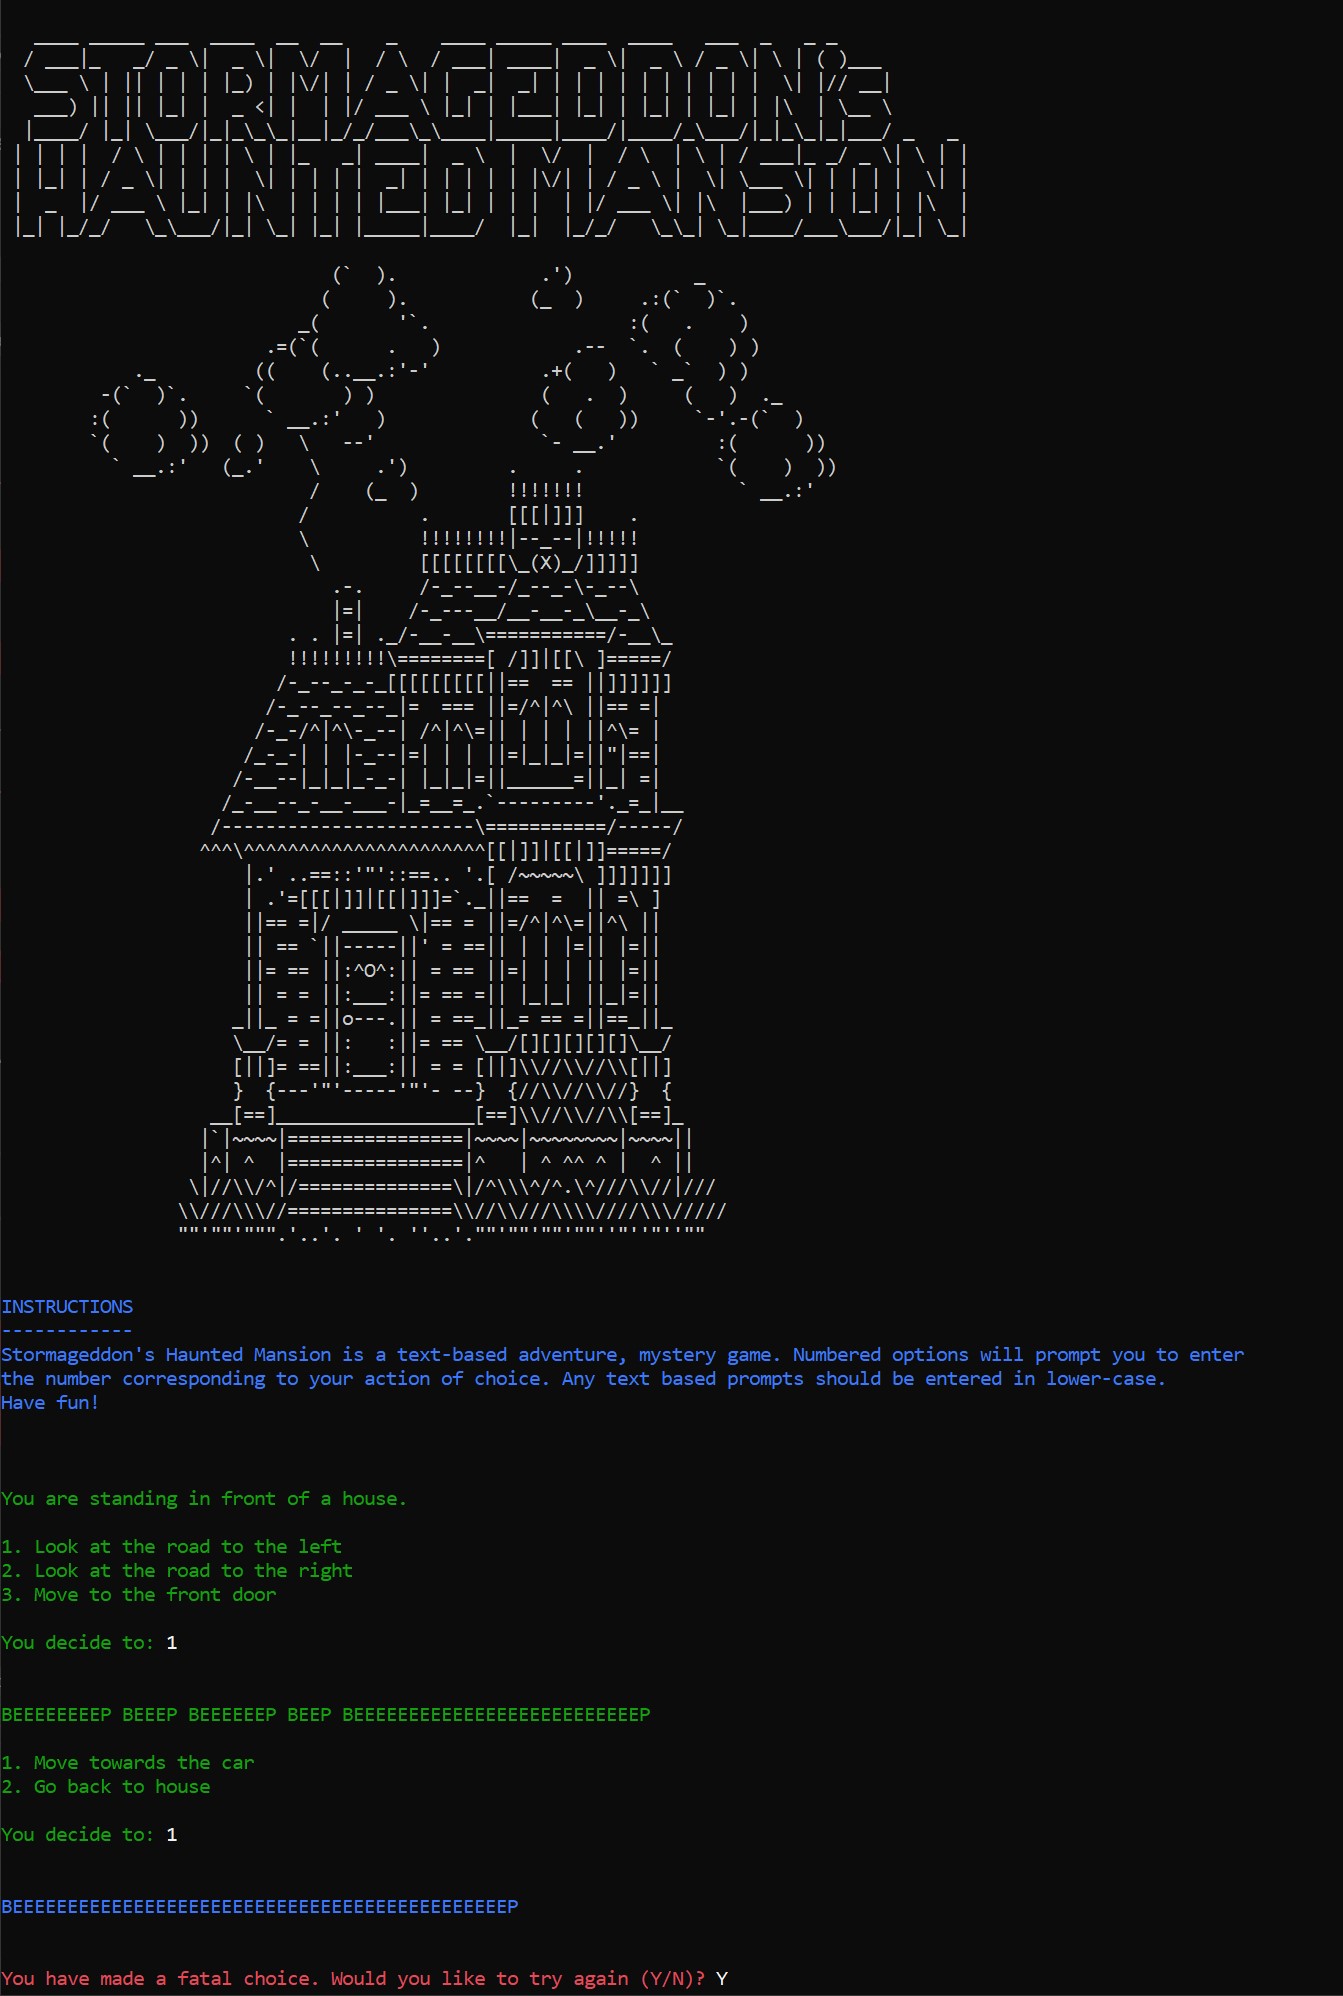 STORMAGEDDON's
HAUNTED MANSION
INSTRUCTIONS
------------
Stormageddon's Haunted Mansion is a text-based adventure, mystery game. Numbered options will prompt you to enter
the number corresponding to your action of choice. Any text based prompts should be entered in lower-case.
Have fun!
You are standing in front of a house.
1. Look at the road to the left
2. Look at the road to the right
3. Move to the front door
You decide to: 1
BEEEEEEEEP BEEEP BEEEEEEP BEEP BEEEEEEEEEEEEEEEEEEEEEEEEEEP
1. Move towards the car
2. Go back to house
You decide to: 1
BEEEEEEEEEEEEEEEEEEEEEEEEEEEEEEEEEEEEEEEEEEEEEP
You have made a fatal choice. Would you like to try again (Y/N)? Y